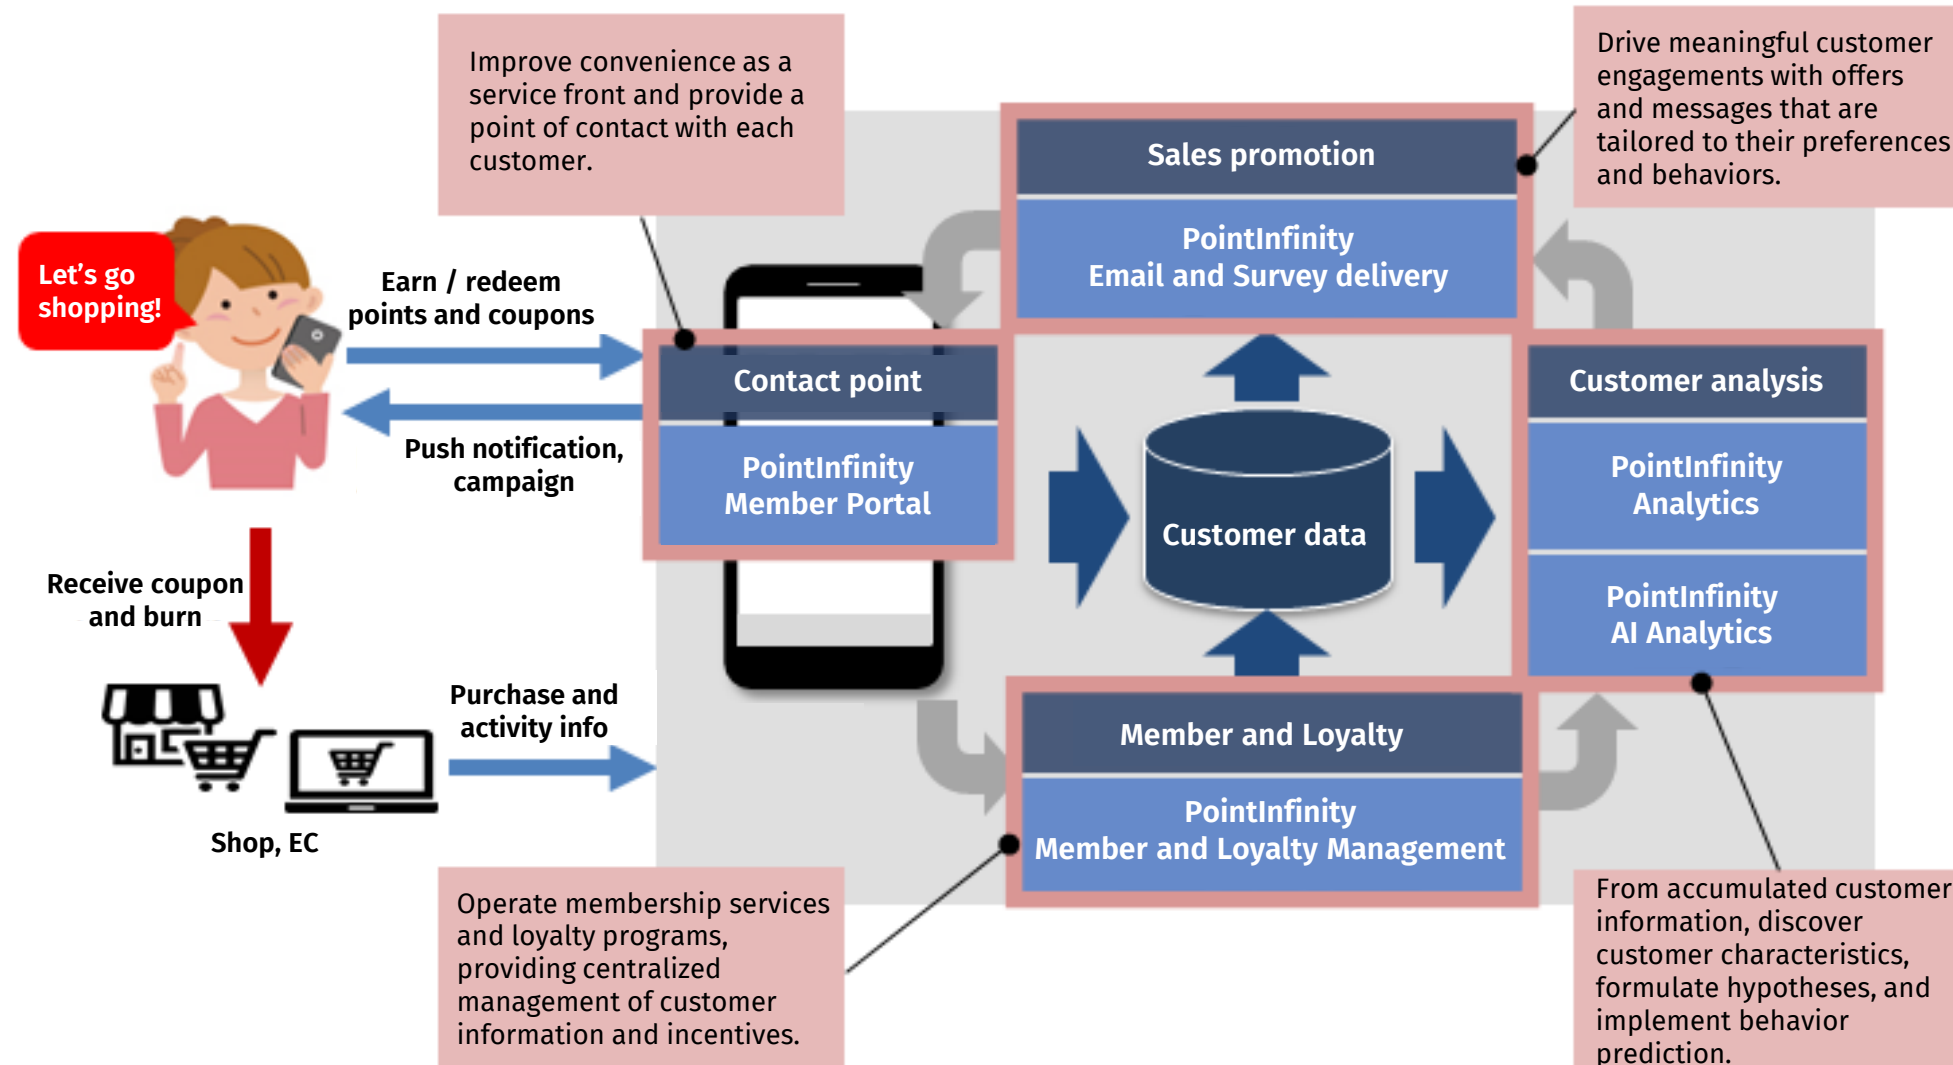 Improve convenience as a
service front and provide a
point of contact with each
customer.
Drive meaningful customer
engagements with offers
and messages that are
tailored to their preferences
and behaviors.
Sales promotion
PointInfinity
Email and Survey delivery
Let's go
shopping!
Earn / redeem
points and coupons
Push notification,
campaign
Contact point
PointInfinity
Member Portal
Customer data
Customer analysis
PointInfinity
Analytics
PointInfinity
AI Analytics
Receive coupon
and burn
Purchase and
activity info
Shop, EC
Member and Loyalty
PointInfinity
Member and Loyalty Management
Operate membership services
and loyalty programs,
providing centralized
management of customer
information and incentives.
From accumulated customer
information, discover
customer characteristics,
formulate hypotheses, and
implement behavior
prediction.